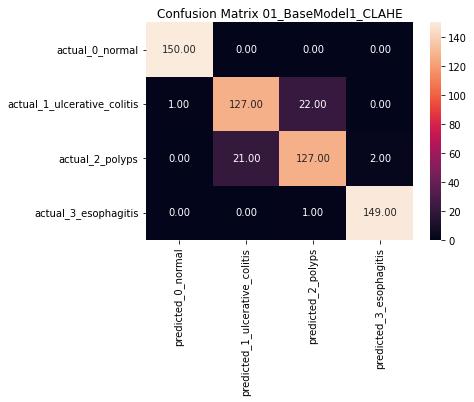 Confusion Matrix 01_BaseModel1_CLAHE
actual_0_normal 150.00 0.00 0.00 0.00
actual_1_ulcerative_colitis 1.00 127.00 22.00 0.00
actual_2_polyps 0.00 21.00 127.00 2.00
actual_3_esophagitis 0.00 0.00 1.00 149.00
predicted_0_normal
predicted_1_ulcerative_colitis
predicted_2_polyps
predicted_3_esophagitis
140
120
100
80
60
40
20
0